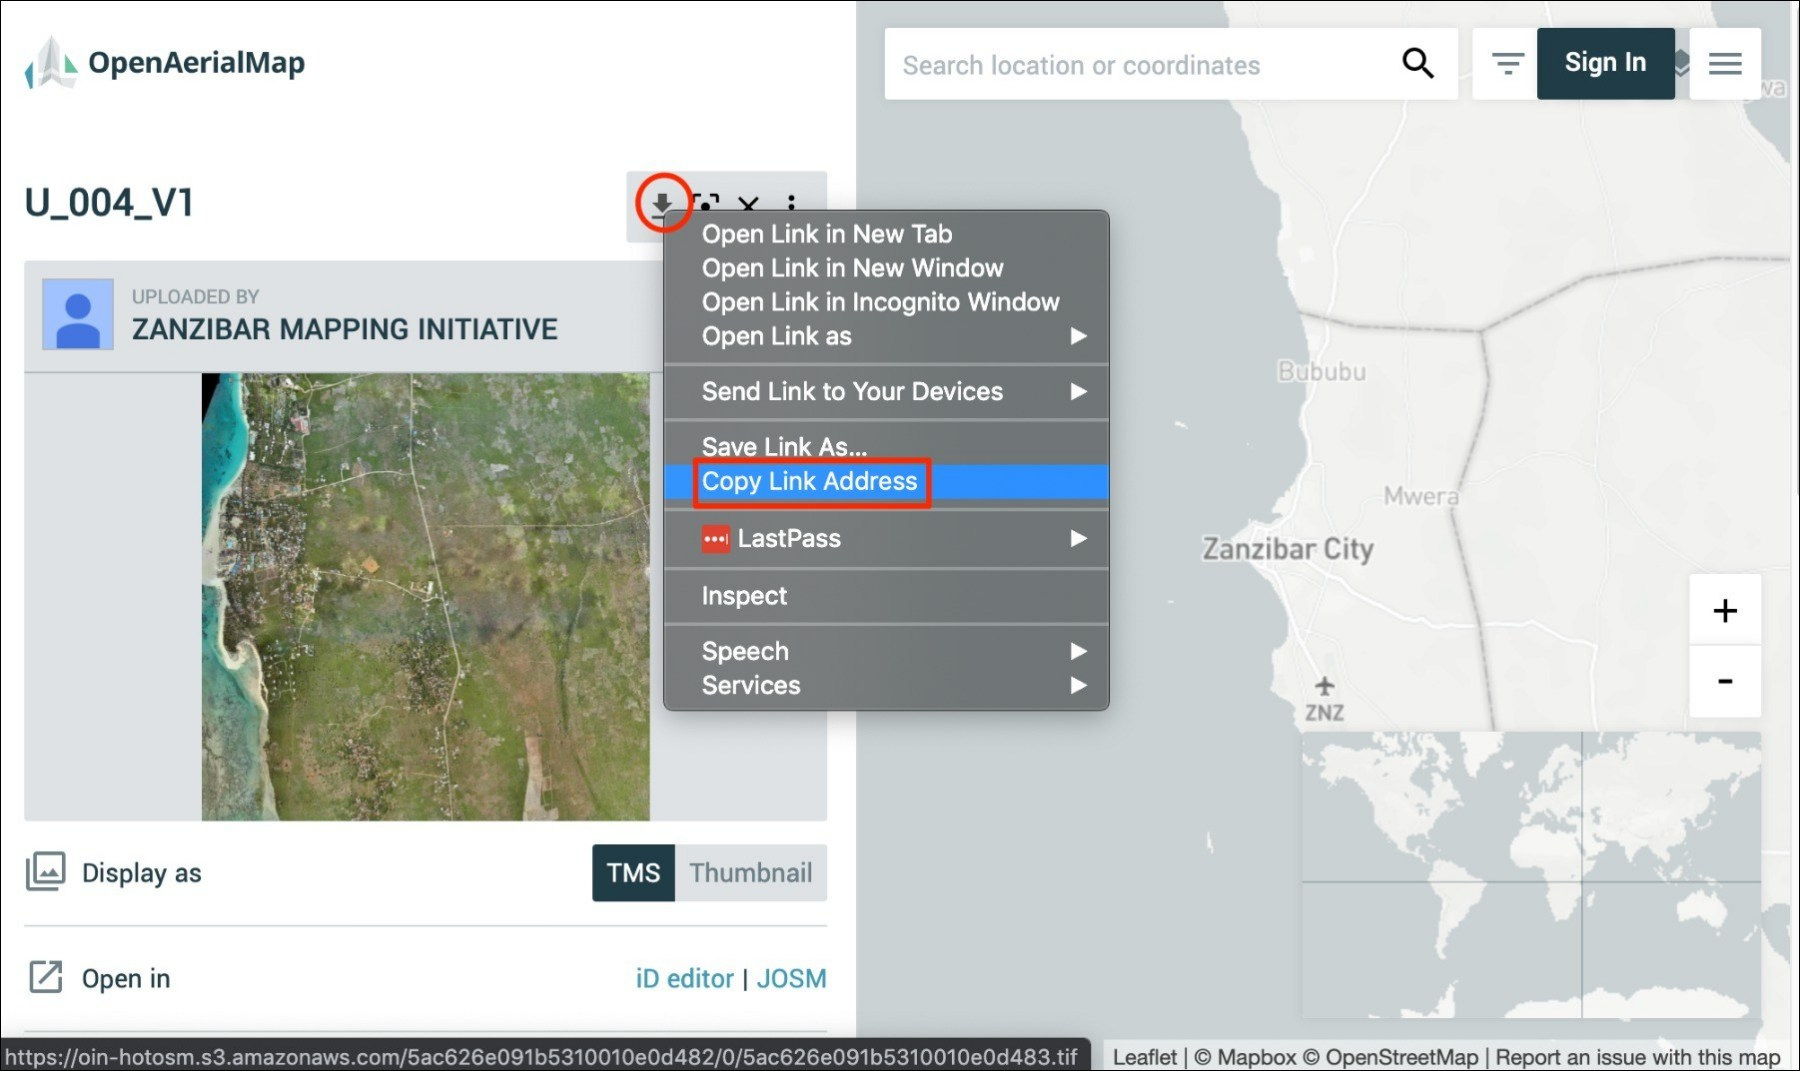 OpenAerialMap
Search location or coordinates
Sign In
wa
U_004_V1
UPLOADED BY
ZANZIBAR MAPPING INITIATIVE
Open Link in New Tab
Open Link in New Window
Open Link in Incognito Window
Open Link as
Send Link to Your Devices
Save Link As...
Copy Link Address
LastPass
Inspect
Speech
Services
Bububu
Mwera
Zanzibar City
ZNZ
+
-
Display as
TMS
Thumbnail
Open in
iD editor | JOSM
https://oin-hotosm.s3.amazonaws.com/5ac626e091b5310010e0d482/0/5ac626e091b5310010e0d483.tif
Leaflet | © Mapbox © OpenStreetMap | Report an issue with this map